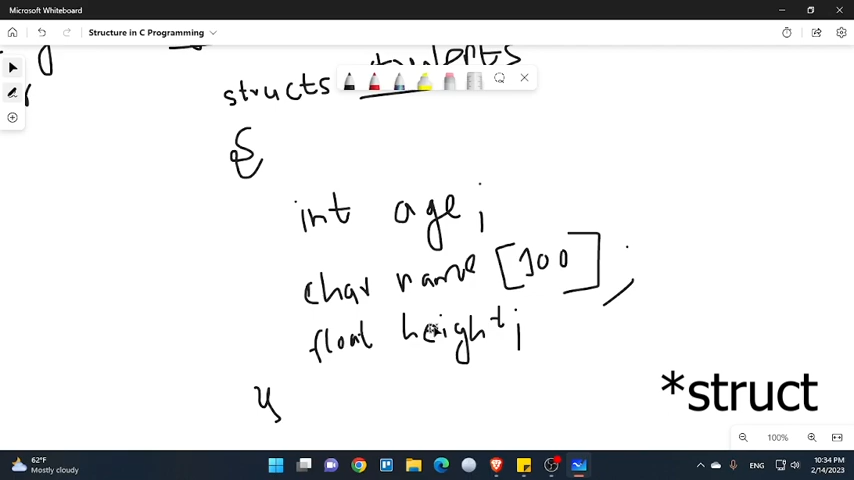 Microsoft Whiteboard
Structure in C Programming
structs students
{
int age;
char name [100];
float height;
}
*struct
100%
62°F
Mostly cloudy
ENG
10:34 PM
2/14/2023